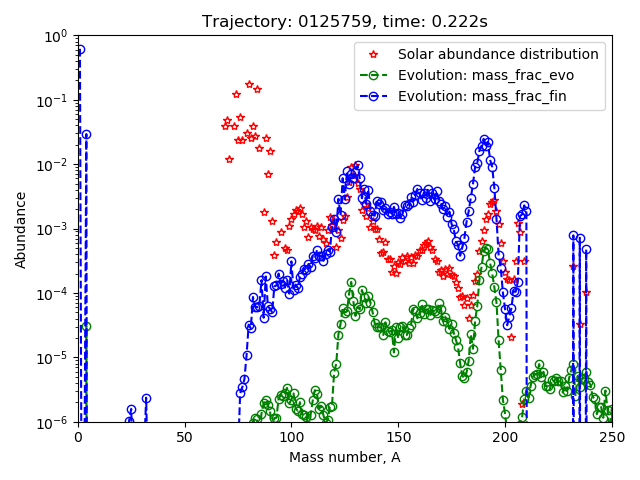 Trajectory: 0125759, time: 0.222s
Solar abundance distribution
Evolution: mass_frac_evo
Evolution: mass_frac_fin
Abundance
10^0
10^−1
10^−2
10^−3
10^−4
10^−5
10^−6
0 50 100 150 200 250
Mass number, A